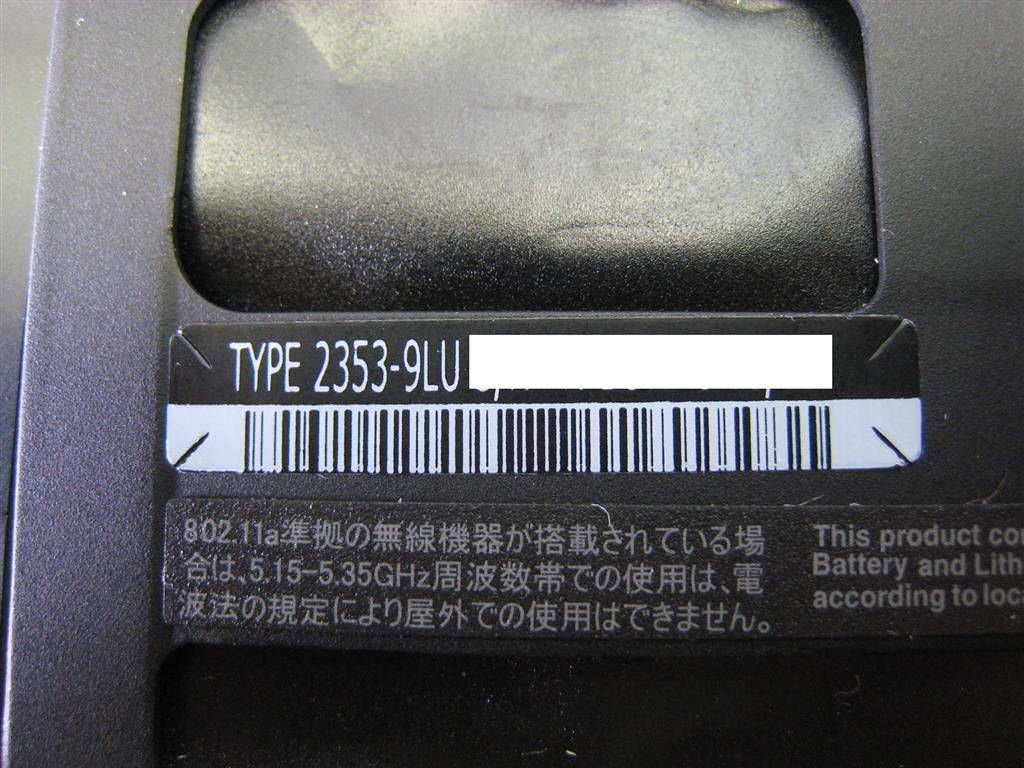 TYPE 2353-9LU
802.11a準拠の無線機器が搭載されている場
合は、5.15-5.35GHz周波数帯での使用は、電
波法の規定により屋外での使用はできません。
This product
Battery and
according to